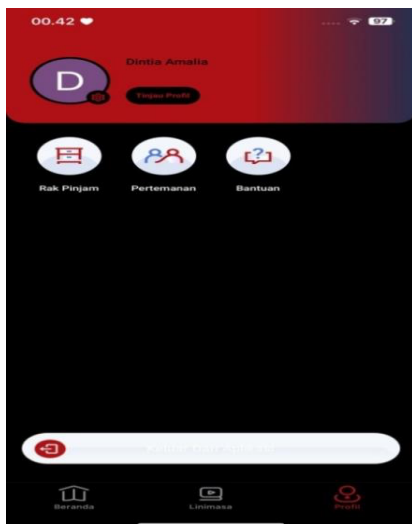 00.42
97
D
Dintia Amalia
Tinjau Profil
Rak Pinjam
Pertemanan
Bantuan
Beranda
Linimasa
Profil